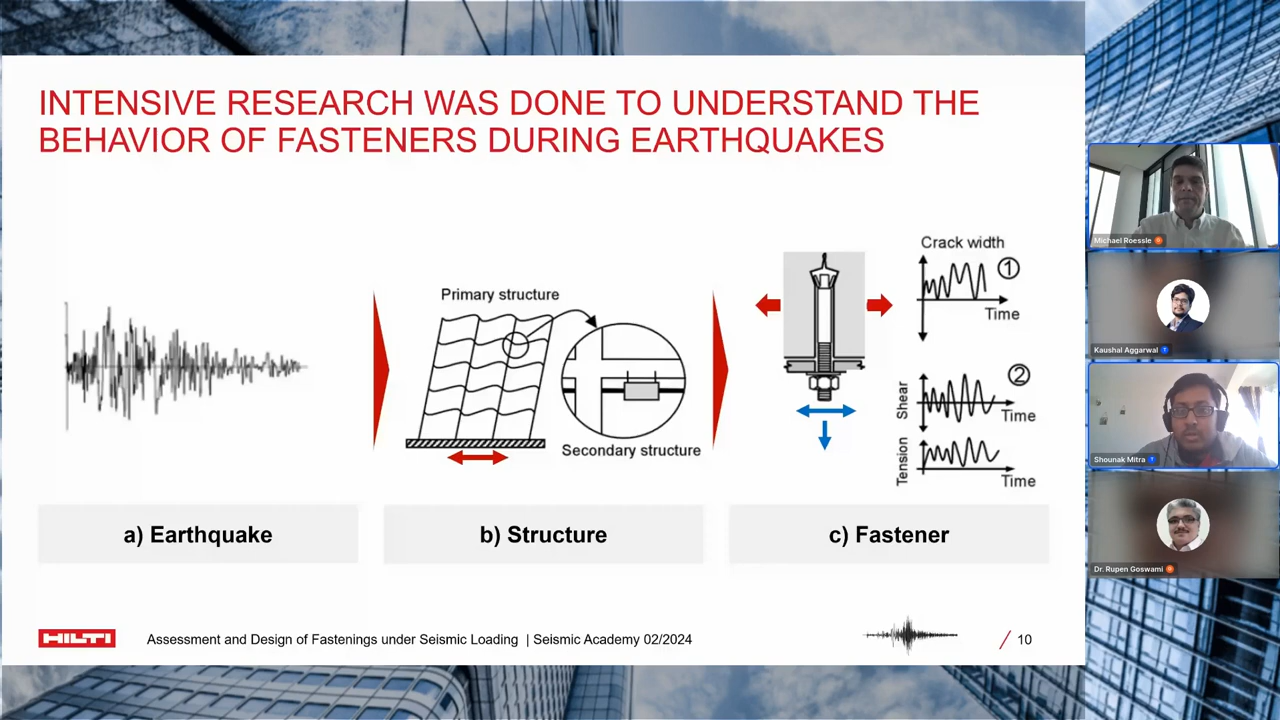 INTENSIVE RESEARCH WAS DONE TO UNDERSTAND THE
BEHAVIOR OF FASTENERS DURING EARTHQUAKES
Primary structure
Secondary structure
Crack width
1
Time
Shear
2
Time
Tension
Time
a) Earthquake
b) Structure
c) Fastener
HILTI
Assessment and Design of Fastenings under Seismic Loading | Seismic Academy 02/2024
10
Michael Roessle
Kaushal Aggarwal
Shounak Mitra
Dr. Rupen Goswami